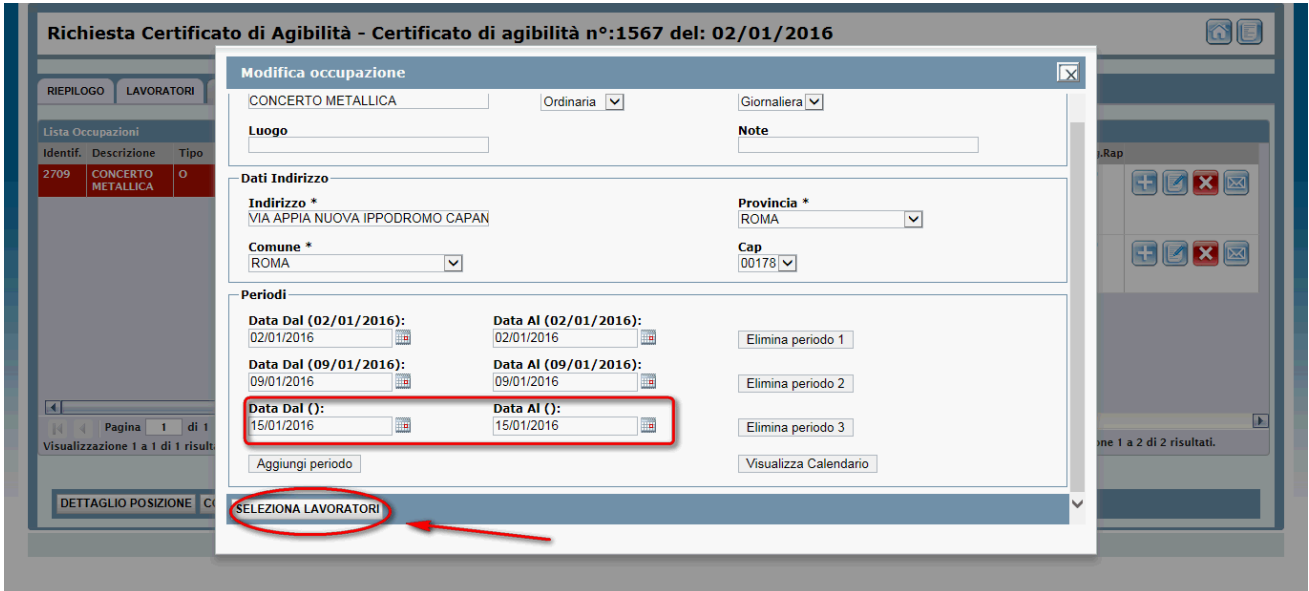 Richiesta Certificato di Agibilità - Certificato di agibilità n°:1567 del: 02/01/2016
RIEPILOGO LAVORATORI
Lista Occupazioni
Identif. Descrizione Tipo
2709 CONCERTO METALLICA O
Pagina 1 di 1
Visualizzazione 1 a 1 di 1
DETTAGLIO POSIZIONE
Modifica occupazione
CONCERTO METALLICA Ordinaria Giornaliera
Luogo Note
Dati Indirizzo
Indirizzo * Provincia *
VIA APPIA NUOVA IPPODROMO CAPAN ROMA
Comune * Cap
ROMA 00178
Periodi
Data Dal (02/01/2016): Data Al (02/01/2016):
02/01/2016 02/01/2016 Elimina periodo 1
Data Dal (09/01/2016): Data Al (09/01/2016):
09/01/2016 09/01/2016 Elimina periodo 2
Data Dal (): Data Al ():
15/01/2016 15/01/2016 Elimina periodo 3
Aggiungi periodo Visualizza Calendario
SELEZIONA LAVORATORI
1 a 2 di 2 risultati.